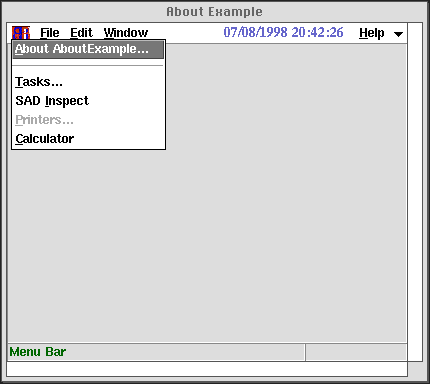 About Example
File Edit Window 07/08/1998 20:42:26 Help
About AboutExample...
Tasks...
SAD Inspect
Printers...
Calculator
Menu Bar